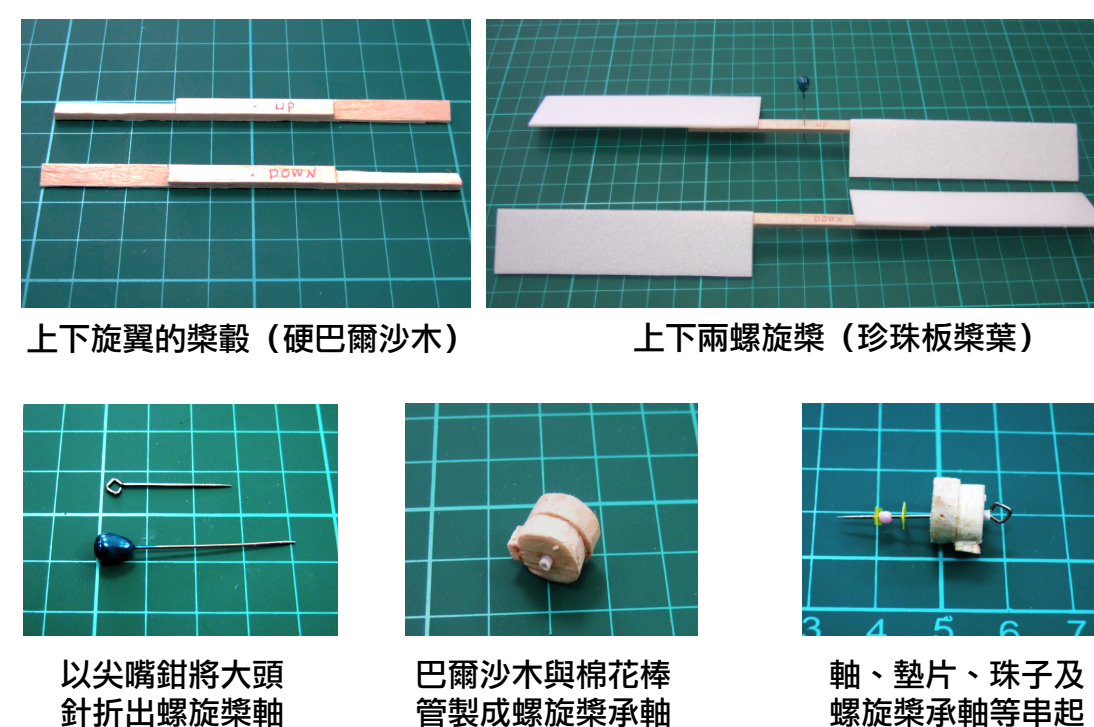 UP
DOWN
UP
DOWN
上下旋翼的槳轂（硬巴爾沙木）
上下兩螺旋槳（珍珠板槳葉）
3 4 5 6 7
以尖嘴鉗將大頭
針折出螺旋槳軸
巴爾沙木與棉花棒
管製成螺旋槳承軸
軸、墊片、珠子及
螺旋槳承軸等串起